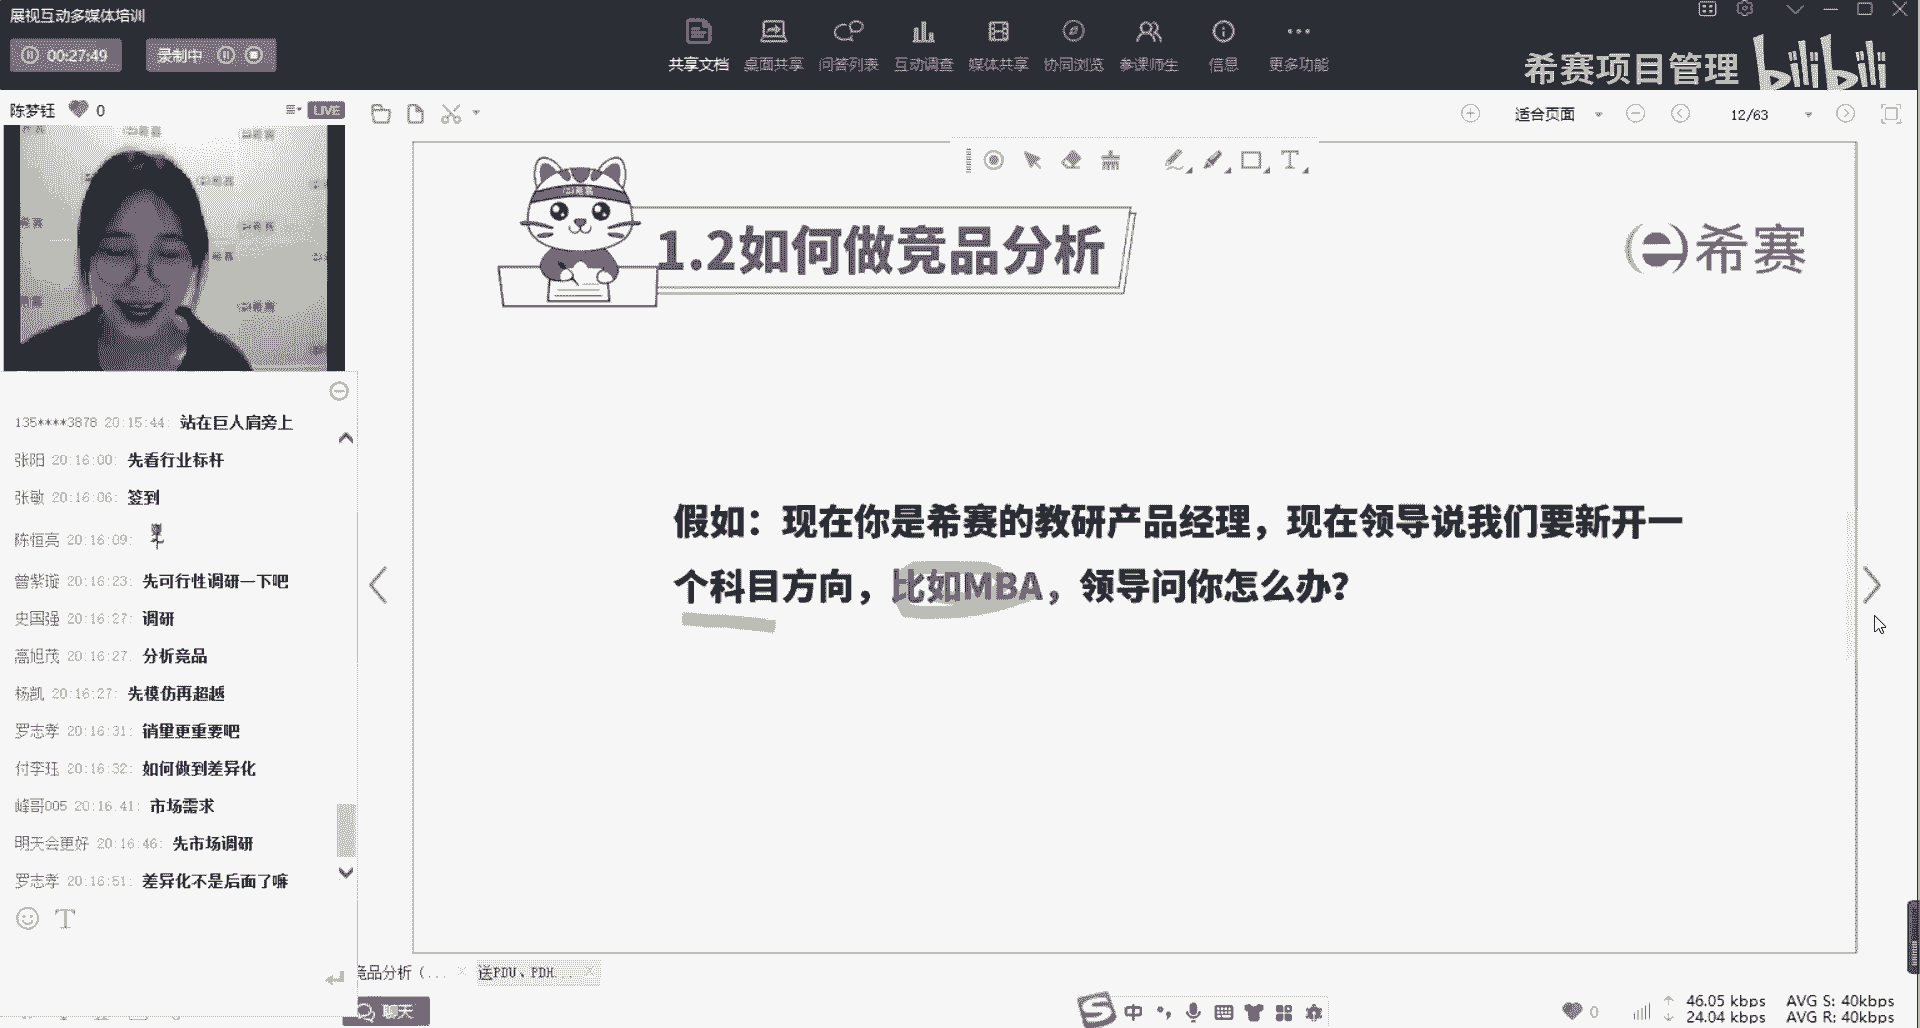 展视互动多媒体培训
00:27:49
录制中
共享文档 桌面共享 问答列表 互动调查 媒体共享 协同浏览 参课师生 信息 更多功能
希赛项目管理 bilibili
陈梦钰 0 LIVE
适合页面 12/63
1.2如何做竞品分析
希赛
假如：现在你是希赛的教研产品经理，现在领导说我们要新开一
个科目方向，比如MBA，领导问你怎么办？
135****3878 20:15:44: 站在巨人肩旁上
张阳 20:16:00: 先看行业标杆
张敏 20:16:06: 签到
陈恒亮 20:16:09:
曾紫璇 20:16:23: 先可行性调研一下吧
史国强 20:16:27: 调研
高旭茂 20:16:27: 分析竞品
杨凯 20:16:27: 先模仿再超越
罗志孝 20:16:31: 销量更重要吧
付李珏 20:16:32: 如何做到差异化
峰哥005 20:16:41: 市场需求
明天会更好 20:16:46: 先市场调研
罗志孝 20:16:51: 差异化不是后面了嘛
竞品分析（... 送PDU、PDH...
聊天
中
0
46.05 kbps AVG S: 40kbps
24.04 kbps AVG R: 40kbps